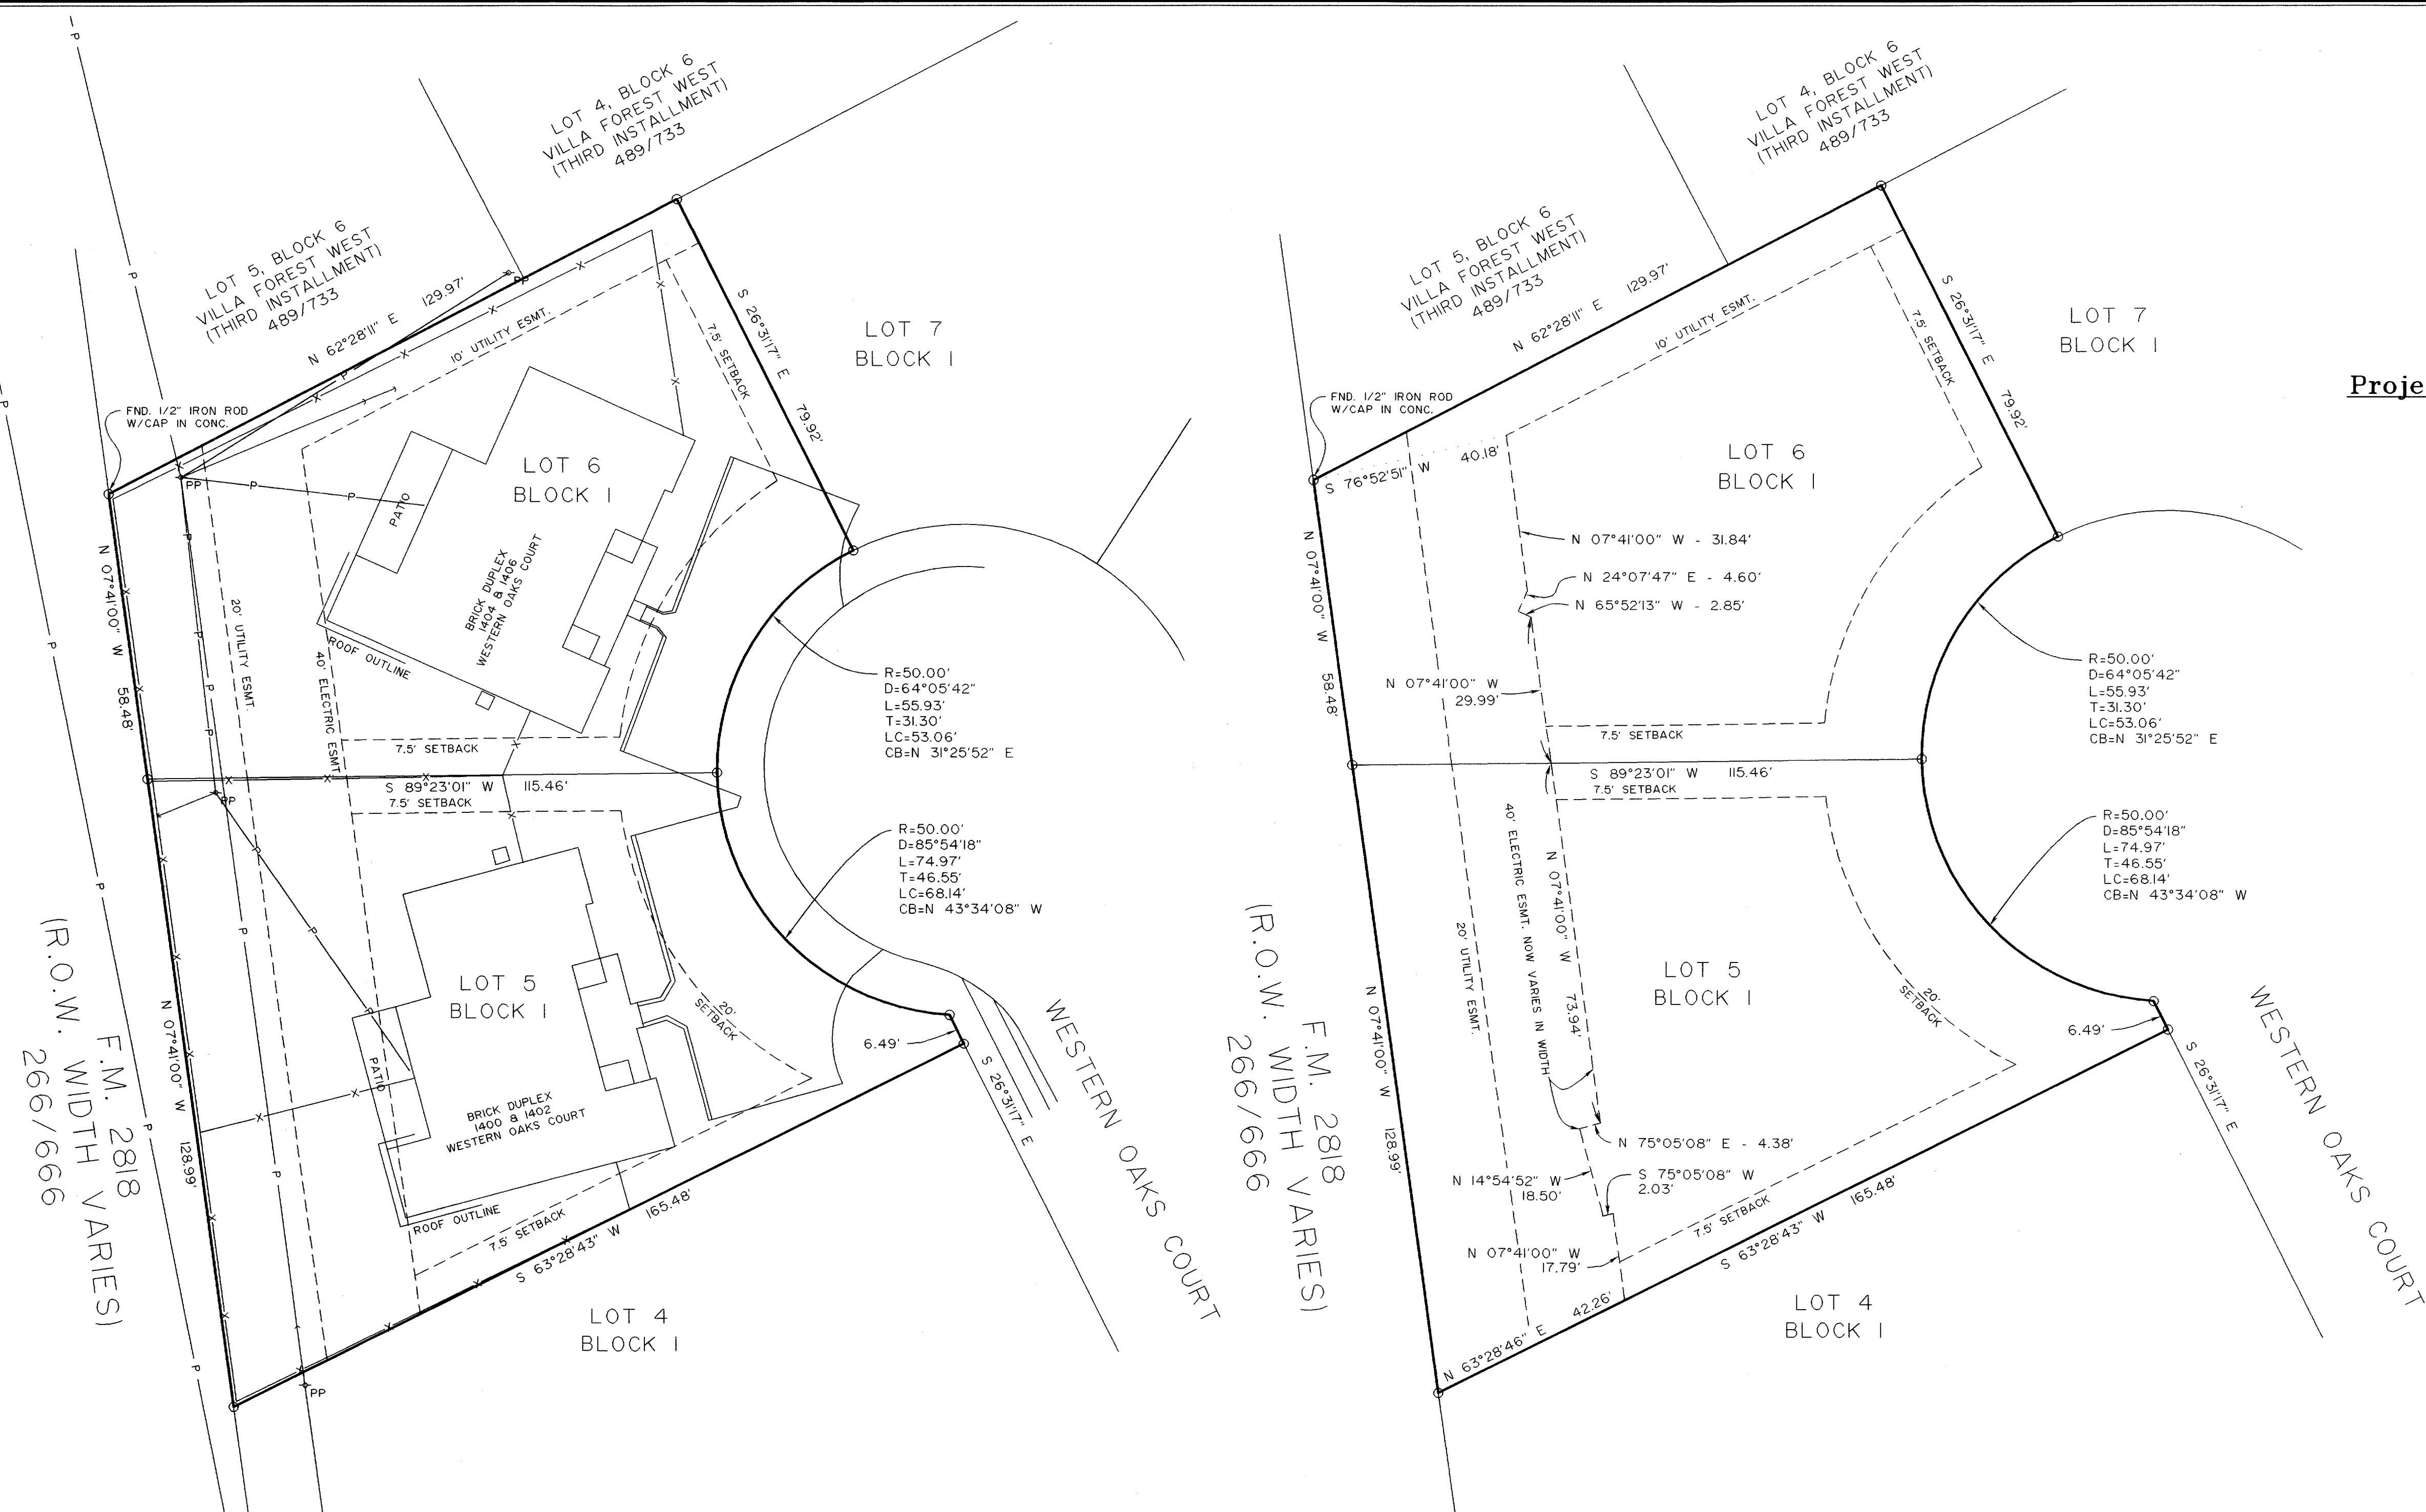 LOT 4, BLOCK 6
VILLA FOREST WEST
(THIRD INSTALLMENT)
489/733
LOT 5, BLOCK 6
VILLA FOREST WEST
(THIRD INSTALLMENT)
489/733
N 62°28'11" E 129.97'
10' UTILITY ESMT.
7.5' SETBACK
S 26°31'17" E 79.92'
LOT 7
BLOCK 1
FND. 1/2" IRON ROD
W/CAP IN CONC.
PP
PP
LOT 6
BLOCK 1
PATIO
BRICK DUPLEX
1404 & 1406
WESTERN OAKS COURT
ROOF OUTLINE
N 07°41'00" W 58.48'
20' UTILITY ESMT.
40' ELECTRIC ESMT.
R=50.00'
D=64°05'42"
L=55.93'
T=31.30'
LC=53.06'
CB=N 31°25'52" E
7.5' SETBACK
S 89°23'01" W 115.46'
7.5' SETBACK
PP
R=50.00'
D=85°54'18"
L=74.97'
T=46.55'
LC=68.14'
CB=N 43°34'08" W
LOT 5
BLOCK 1
20'
SETBACK
PATIO
BRICK DUPLEX
1400 & 1402
WESTERN OAKS COURT
ROOF OUTLINE
6.49'
S 26°31'17" E
WESTERN OAKS COURT
N 07°41'00" W 128.99'
F.M. 2818
(R.O.W. WIDTH VARIES)
266/666
7.5' SETBACK
S 63°28'43" W 165.48'
LOT 4
BLOCK 1
PP
LOT 4, BLOCK 6
VILLA FOREST WEST
(THIRD INSTALLMENT)
489/733
LOT 5, BLOCK 6
VILLA FOREST WEST
(THIRD INSTALLMENT)
489/733
N 62°28'11" E 129.97'
10' UTILITY ESMT.
7.5' SETBACK
S 26°31'17" E 79.92'
LOT 7
BLOCK 1
Proje
FND. 1/2" IRON ROD
W/CAP IN CONC.
S 76°52'51" W 40.18'
LOT 6
BLOCK 1
N 07°41'00" W - 31.84'
N 24°07'47" E - 4.60'
N 65°52'13" W - 2.85'
N 07°41'00" W 58.48'
N 07°41'00" W
29.99'
R=50.00'
D=64°05'42"
L=55.93'
T=31.30'
LC=53.06'
CB=N 31°25'52" E
7.5' SETBACK
S 89°23'01" W 115.46'
7.5' SETBACK
40' ELECTRIC ESMT. NOW VARIES IN WIDTH
N 07°41'00" W 73.94'
20' UTILITY ESMT.
R=50.00'
D=85°54'18"
L=74.97'
T=46.55'
LC=68.14'
CB=N 43°34'08" W
LOT 5
BLOCK 1
20'
SETBACK
6.49'
S 26°31'17" E
WESTERN OAKS COURT
N 07°41'00" W 128.99'
F.M. 2818
(R.O.W. WIDTH VARIES)
266/666
N 75°05'08" E - 4.38'
N 14°54'52" W
18.50'
S 75°05'08" W
2.03'
N 07°41'00" W
17.79'
7.5' SETBACK
S 63°28'43" W 165.48'
N 63°28'46" E 42.26'
LOT 4
BLOCK 1